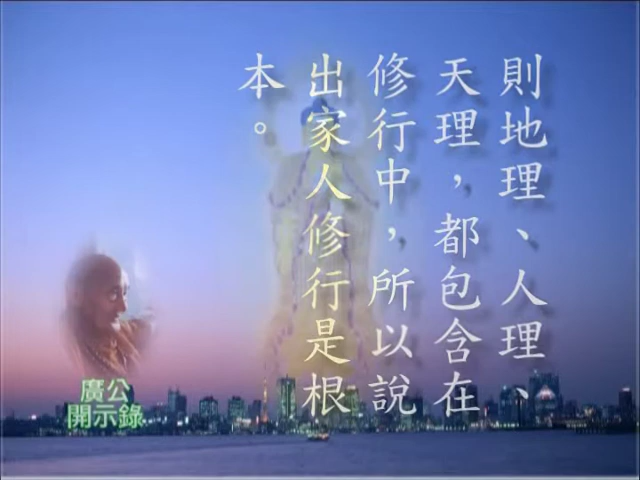 則地理、人理、
天理，都包含在
修行中，所以說
出家人修行是根
本。
廣公
開示錄